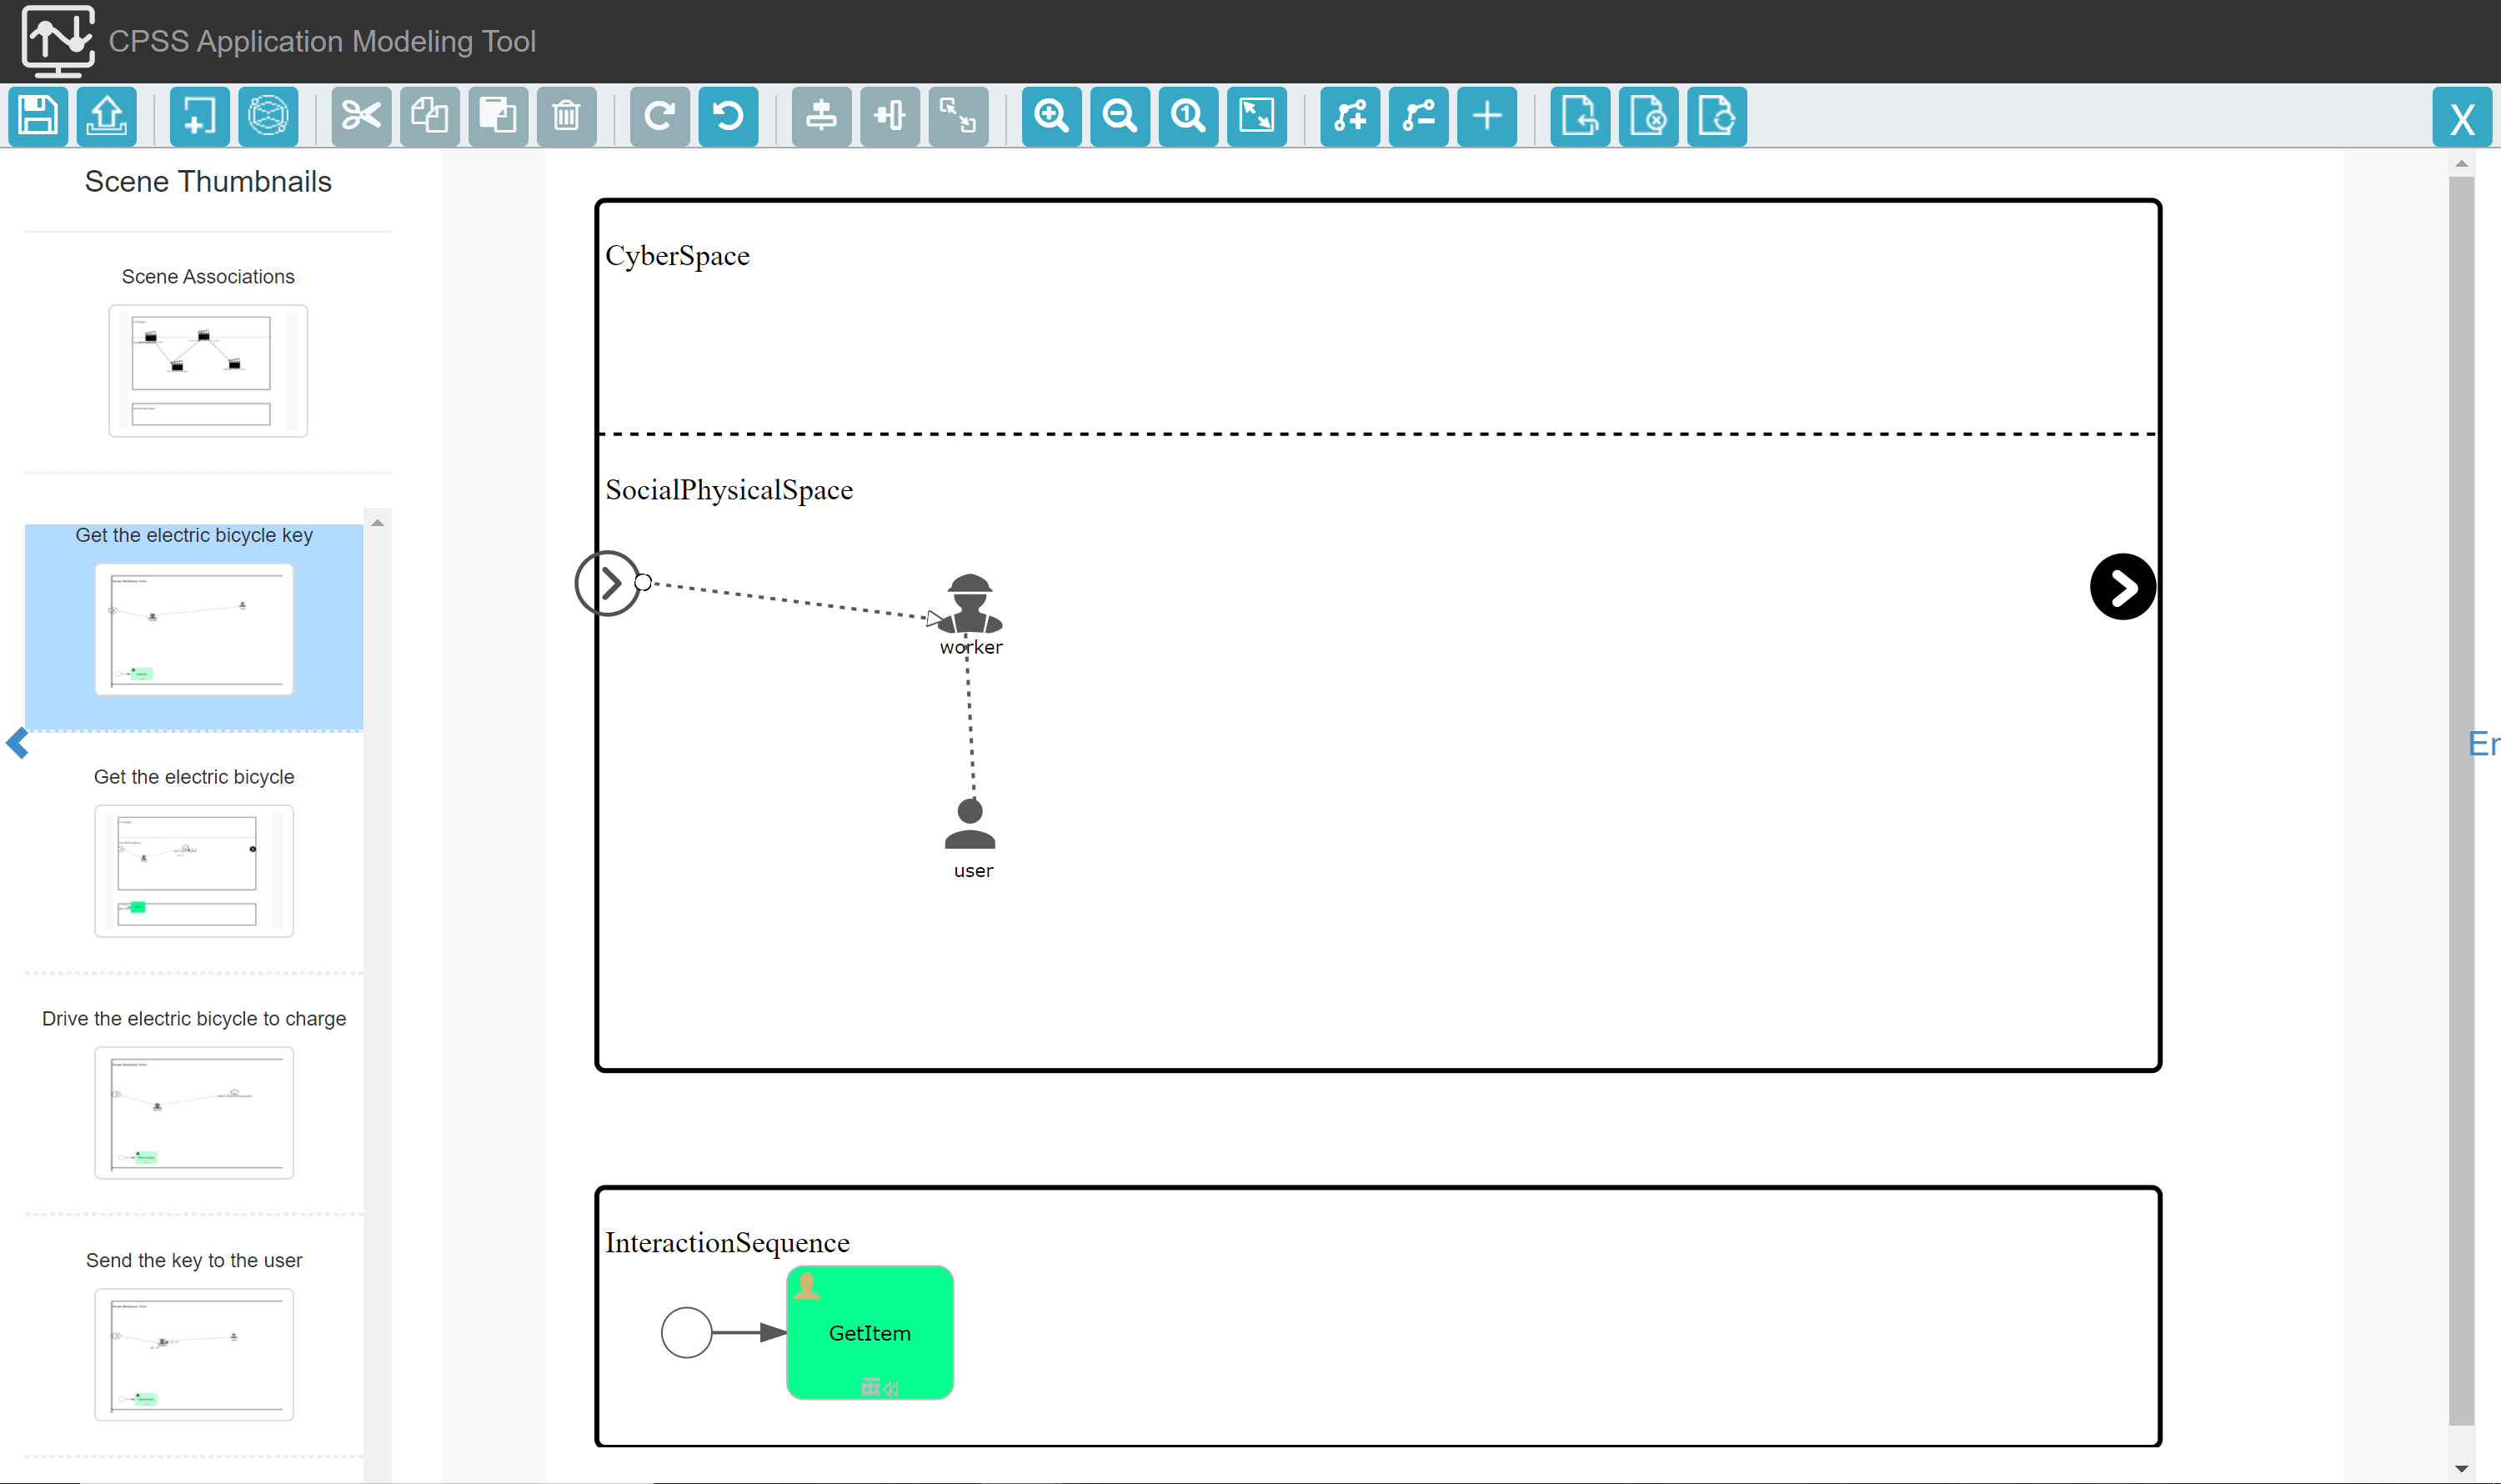 CPSS Application Modeling Tool
X
Scene Thumbnails
Scene Associations
Get the electric bicycle key
Get the electric bicycle
Drive the electric bicycle to charge
Send the key to the user
CyberSpace
SocialPhysicalSpace
worker
user
InteractionSequence
GetItem
En